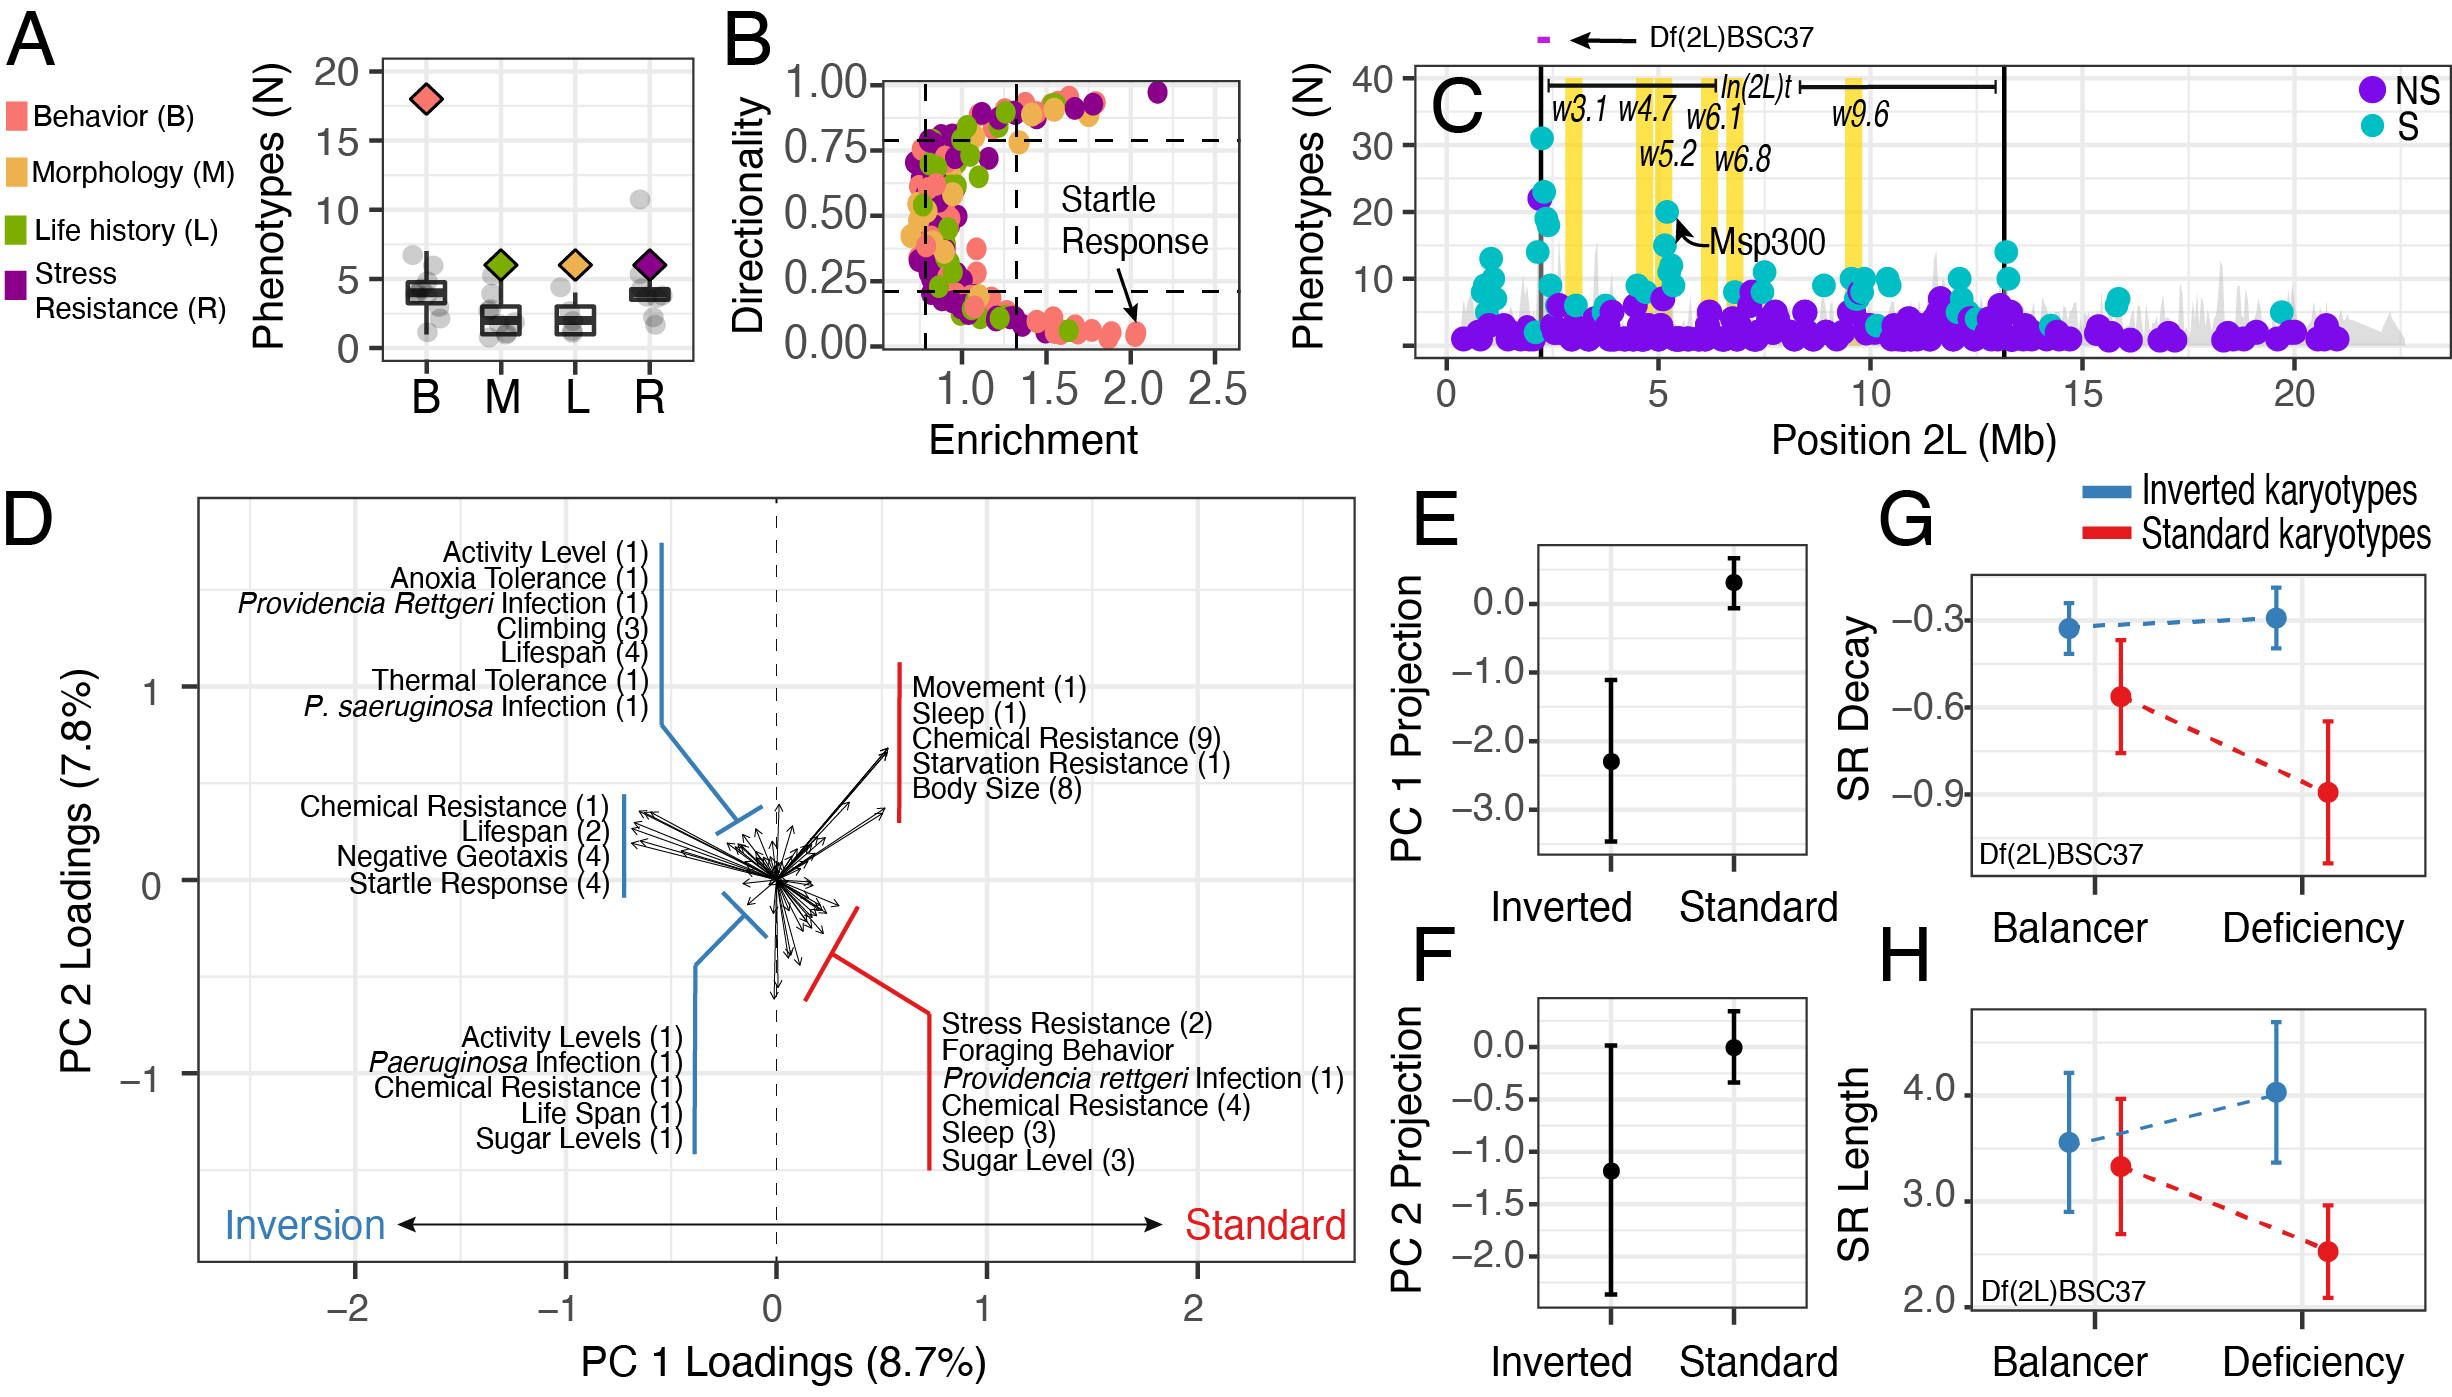 A
Behavior (B)
Morphology (M)
Life history (L)
Stress
Resistance (R)
Phenotypes (N)
20
15
10
5
0
B
M
L
R
B
Directionality
1.00
0.75
0.50
0.25
0.00
Startle
Response
1.0
1.5
2.0
2.5
Enrichment
Df(2L)BSC37
C
Phenotypes (N)
40
30
20
10
In(2L)t
w3.1
w4.7
w5.2
w6.1
w6.8
w9.6
Msp300
NS
S
0
5
10
15
20
Position 2L (Mb)
D
PC 2 Loadings (7.8%)
1
0
−1
Activity Level (1)
Anoxia Tolerance (1)
Providencia Rettgeri Infection (1)
Climbing (3)
Lifespan (4)
Thermal Tolerance (1)
P. saeruginosa Infection (1)
Movement (1)
Sleep (1)
Chemical Resistance (9)
Starvation Resistance (1)
Body Size (8)
Chemical Resistance (1)
Lifespan (2)
Negative Geotaxis (4)
Startle Response (4)
Activity Levels (1)
Paeruginosa Infection (1)
Chemical Resistance (1)
Life Span (1)
Sugar Levels (1)
Stress Resistance (2)
Foraging Behavior
Providencia rettgeri Infection (1)
Chemical Resistance (4)
Sleep (3)
Sugar Level (3)
Inversion
Standard
−2
−1
0
1
2
PC 1 Loadings (8.7%)
E
PC 1 Projection
0.0
−1.0
−2.0
−3.0
Inverted
Standard
F
PC 2 Projection
0.0
−0.5
−1.0
−1.5
−2.0
Inverted
Standard
G
Inverted karyotypes
Standard karyotypes
SR Decay
−0.3
−0.6
−0.9
Df(2L)BSC37
Balancer
Deficiency
H
SR Length
4.0
3.0
2.0
Df(2L)BSC37
Balancer
Deficiency